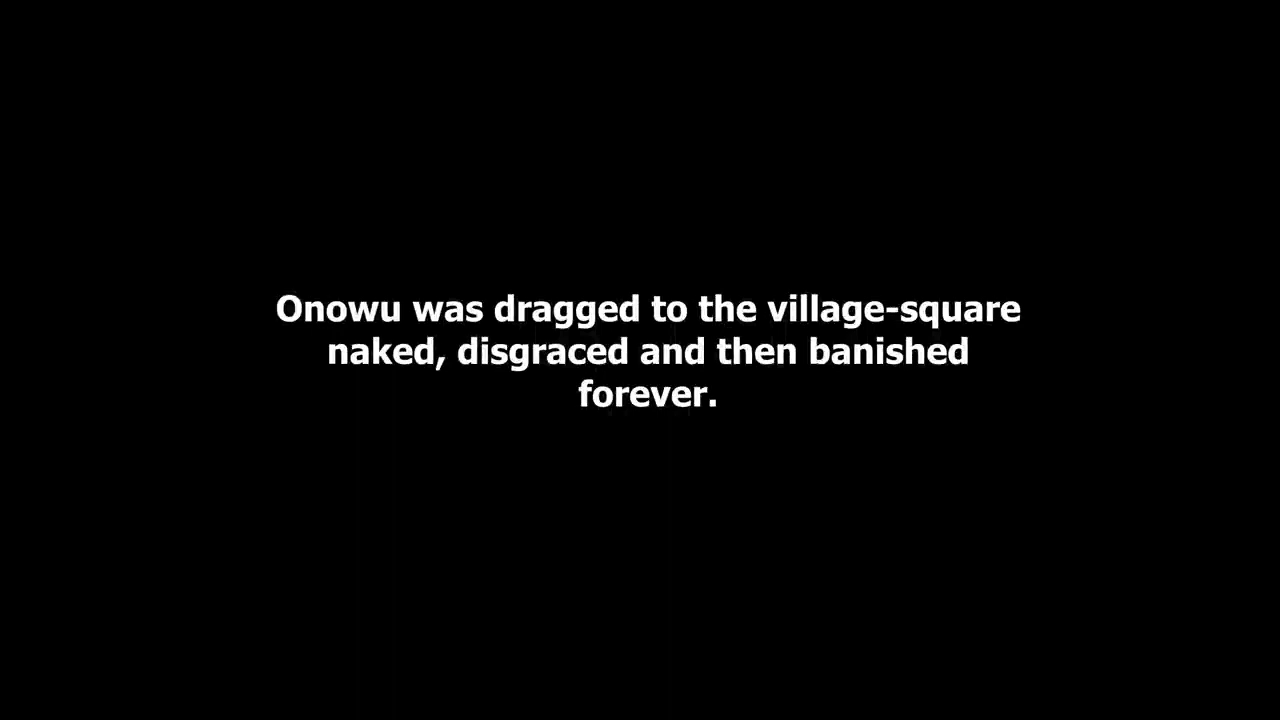 Onowu was dragged to the village-square
naked, disgraced and then banished
forever.